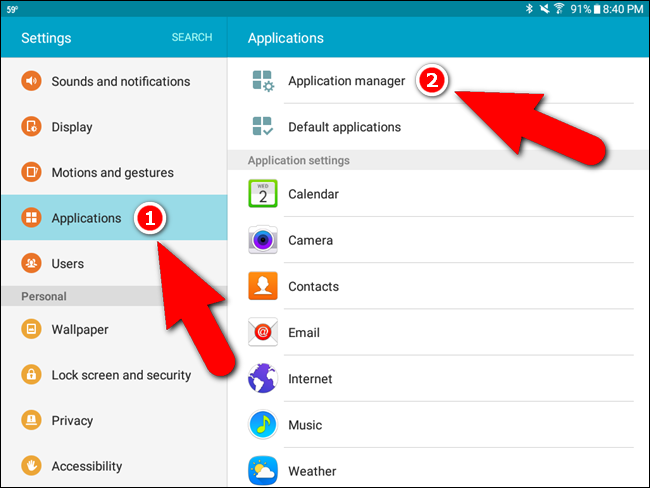 59°
91% 8:40 PM
Settings
SEARCH
Sounds and notifications
Display
Motions and gestures
Applications 1
Users
Personal
Wallpaper
Lock screen and security
Privacy
Accessibility
Applications
Application manager 2
Default applications
Application settings
WED
2
Calendar
Camera
Contacts
@
Email
Internet
Music
Weather